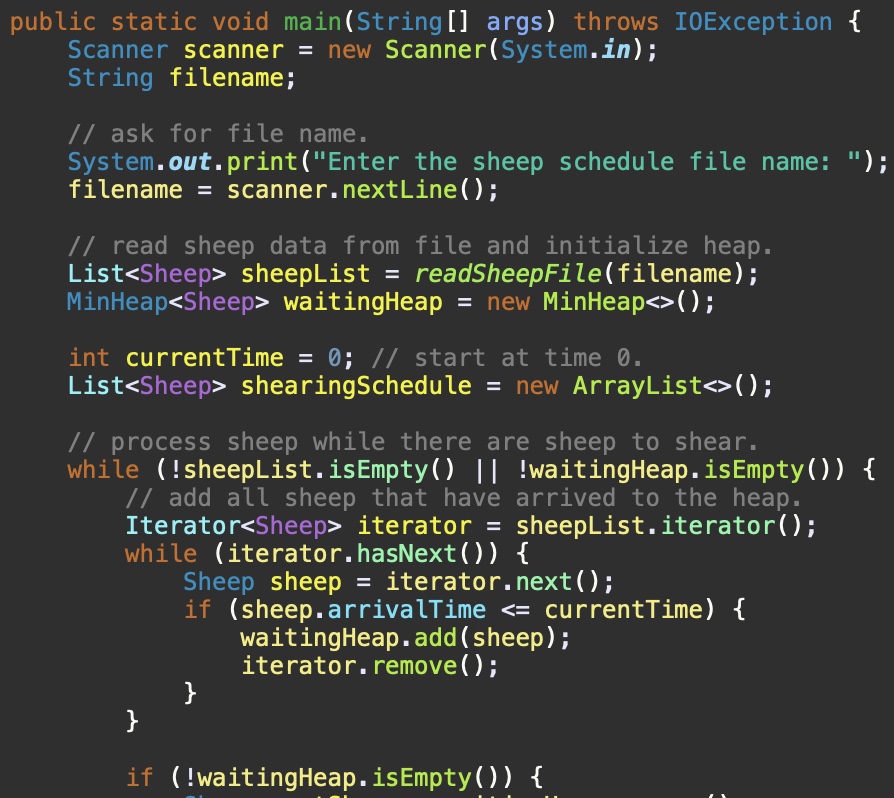 public static void main(String[] args) throws IOException {
    Scanner scanner = new Scanner(System.in);
    String filename;

    // ask for file name.
    System.out.print("Enter the sheep schedule file name: ");
    filename = scanner.nextLine();

    // read sheep data from file and initialize heap.
    List<Sheep> sheepList = readSheepFile(filename);
    MinHeap<Sheep> waitingHeap = new MinHeap<>();

    int currentTime = 0; // start at time 0.
    List<Sheep> shearingSchedule = new ArrayList<>();

    // process sheep while there are sheep to shear.
    while (!sheepList.isEmpty() || !waitingHeap.isEmpty()) {
        // add all sheep that have arrived to the heap.
        Iterator<Sheep> iterator = sheepList.iterator();
        while (iterator.hasNext()) {
            Sheep sheep = iterator.next();
            if (sheep.arrivalTime <= currentTime) {
                waitingHeap.add(sheep);
                iterator.remove();
            }
        }

        if (!waitingHeap.isEmpty()) {